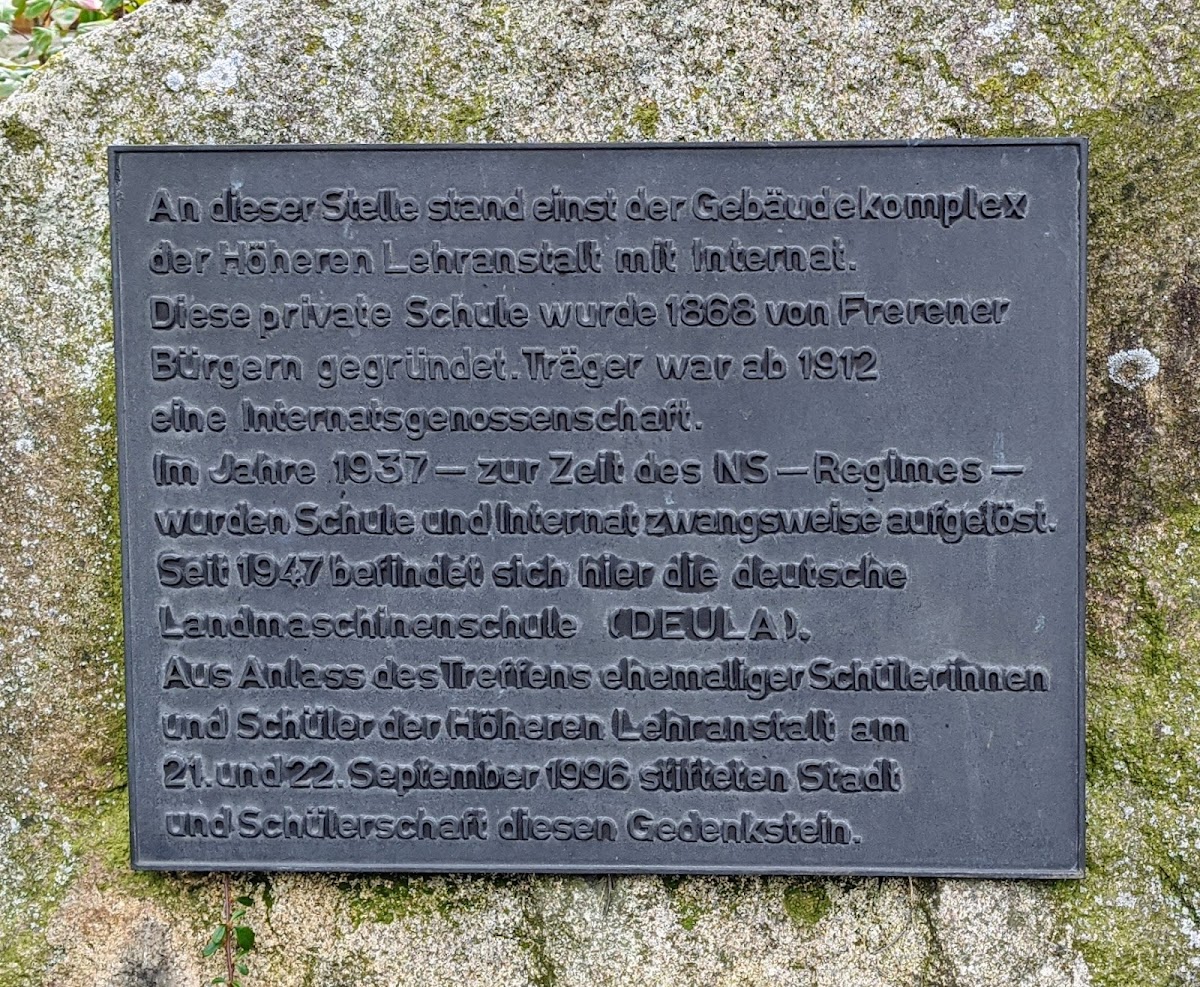 An dieser Stelle stand einst der Gebäudekomplex
der Höheren Lehranstalt mit Internat.
Diese private Schule wurde 1868 von Frerener
Bürgern gegründet. Träger war ab 1912
eine Internatsgenossenschaft.
Im Jahre 1937 – zur Zeit des NS – Regimes –
wurden Schule und Internat zwangsweise aufgelöst.
Seit 1947 befindet sich hier die deutsche
Landmaschinenschule (DEULA).
Aus Anlass des Treffens ehemaliger Schülerinnen
und Schüler der Höheren Lehranstalt am
21. und 22. September 1996 stifteten Stadt
und Schülerschaft diesen Gedenkstein.